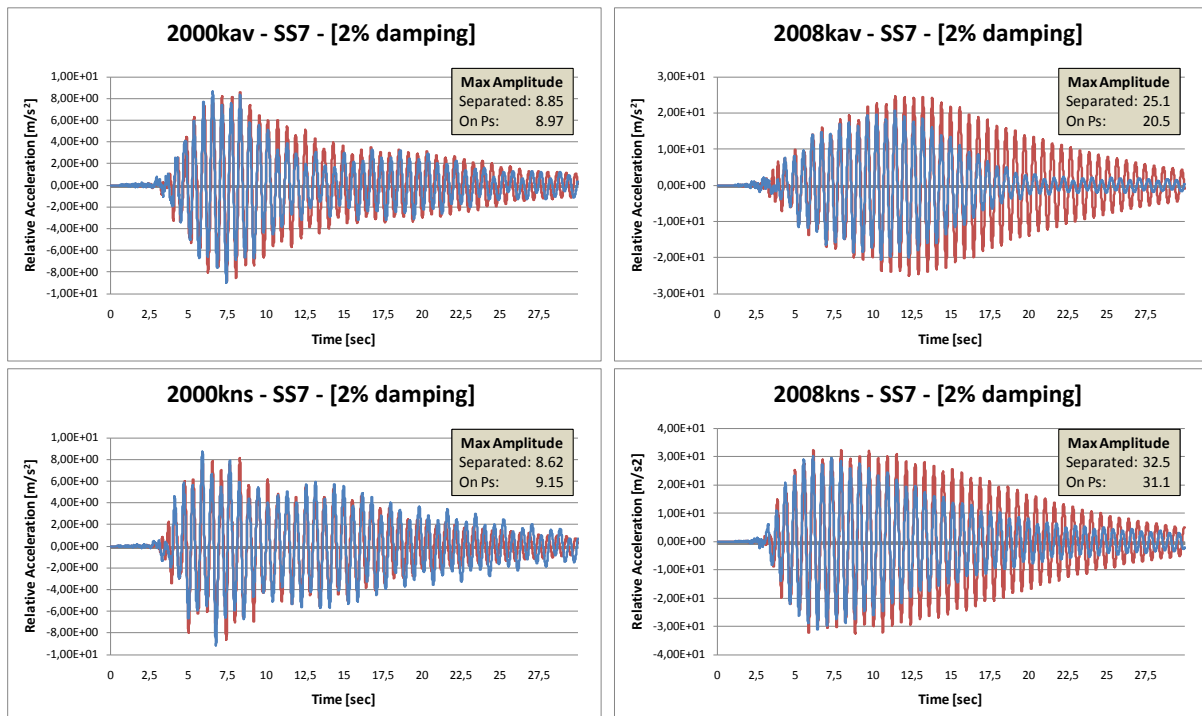 2000kav - SS7 - [2% damping]
Max Amplitude
Separated: 8.85
On Ps: 8.97
Relative Acceleration [m/s²]
1,00E+01
8,00E+00
6,00E+00
4,00E+00
2,00E+00
0,00E+00
-2,00E+00
-4,00E+00
-6,00E+00
-8,00E+00
-1,00E+01
0 2,5 5 7,5 10 12,5 15 17,5 20 22,5 25 27,5
Time [sec]
2008kav - SS7 - [2% damping]
Max Amplitude
Separated: 25.1
On Ps: 20.5
Relative Acceleration [m/s²]
3,00E+01
2,00E+01
1,00E+01
0,00E+00
-1,00E+01
-2,00E+01
-3,00E+01
0 2,5 5 7,5 10 12,5 15 17,5 20 22,5 25 27,5
Time [sec]
2000kns - SS7 - [2% damping]
Max Amplitude
Separated: 8.62
On Ps: 9.15
Relative Acceleration [m/s²]
1,00E+01
8,00E+00
6,00E+00
4,00E+00
2,00E+00
0,00E+00
-2,00E+00
-4,00E+00
-6,00E+00
-8,00E+00
-1,00E+01
0 2,5 5 7,5 10 12,5 15 17,5 20 22,5 25 27,5
Time [sec]
2008kns - SS7 - [2% damping]
Max Amplitude
Separated: 32.5
On Ps: 31.1
Relative Acceleration [m/s2]
4,00E+01
3,00E+01
2,00E+01
1,00E+01
0,00E+00
-1,00E+01
-2,00E+01
-3,00E+01
-4,00E+01
0 2,5 5 7,5 10 12,5 15 17,5 20 22,5 25 27,5
Time [sec]